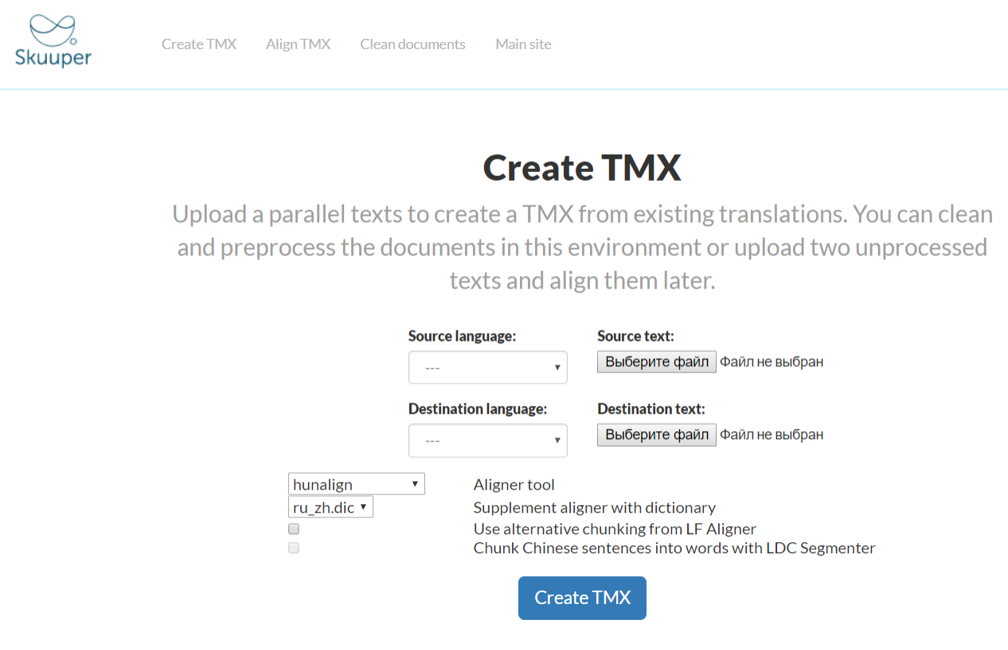 Skuuper
Create TMX
Align TMX
Clean documents
Main site
Create TMX
Upload a parallel texts to create a TMX from existing translations. You can clean
and preprocess the documents in this environment or upload two unprocessed
texts and align them later.
Source language:
Source text:
---
Выберите файл Файл не выбран
Destination language:
Destination text:
---
Выберите файл Файл не выбран
hunalign
Aligner tool
ru_zh.dic
Supplement aligner with dictionary
Use alternative chunking from LF Aligner
Chunk Chinese sentences into words with LDC Segmenter
Create TMX